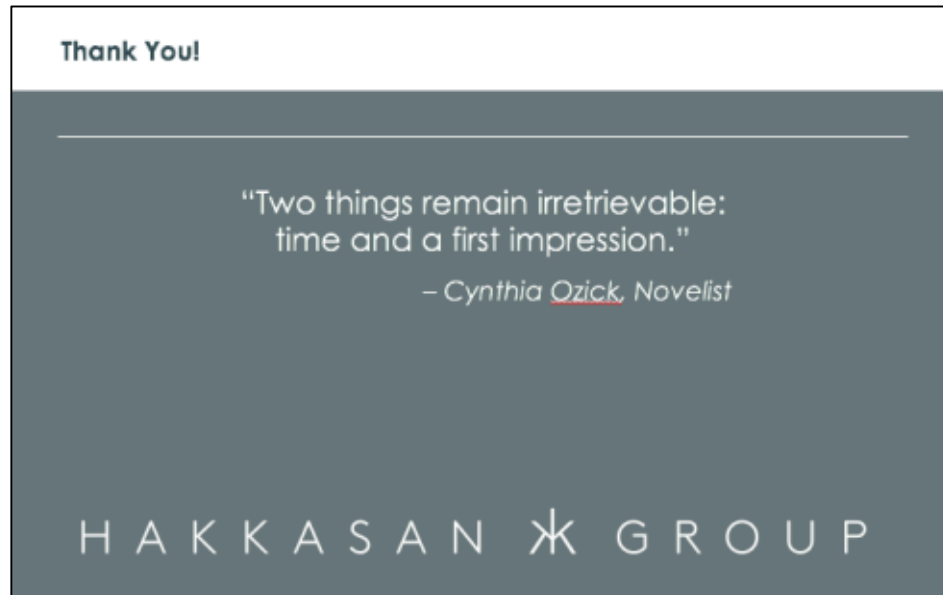 Thank You!
“Two things remain irretrievable:
time and a first impression.”
– Cynthia Ozick, Novelist
HAKKASAN GROUP